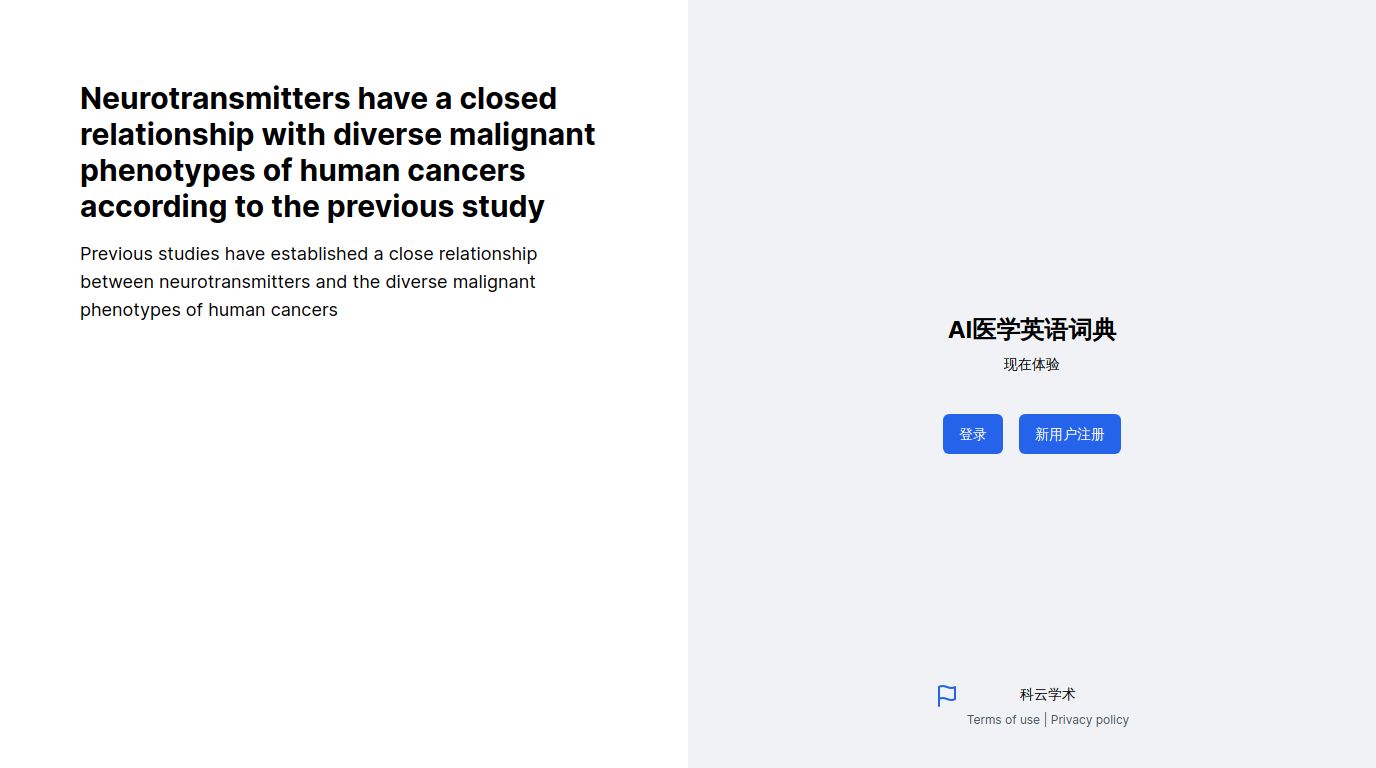 Neurotransmitters have a closed
relationship with diverse malignant
phenotypes of human cancers
according to the previous study
Previous studies have established a close relationship
between neurotransmitters and the diverse malignant
phenotypes of human cancers
AI医学英语词典
现在体验
登录
新用户注册
科云学术
Terms of use | Privacy policy